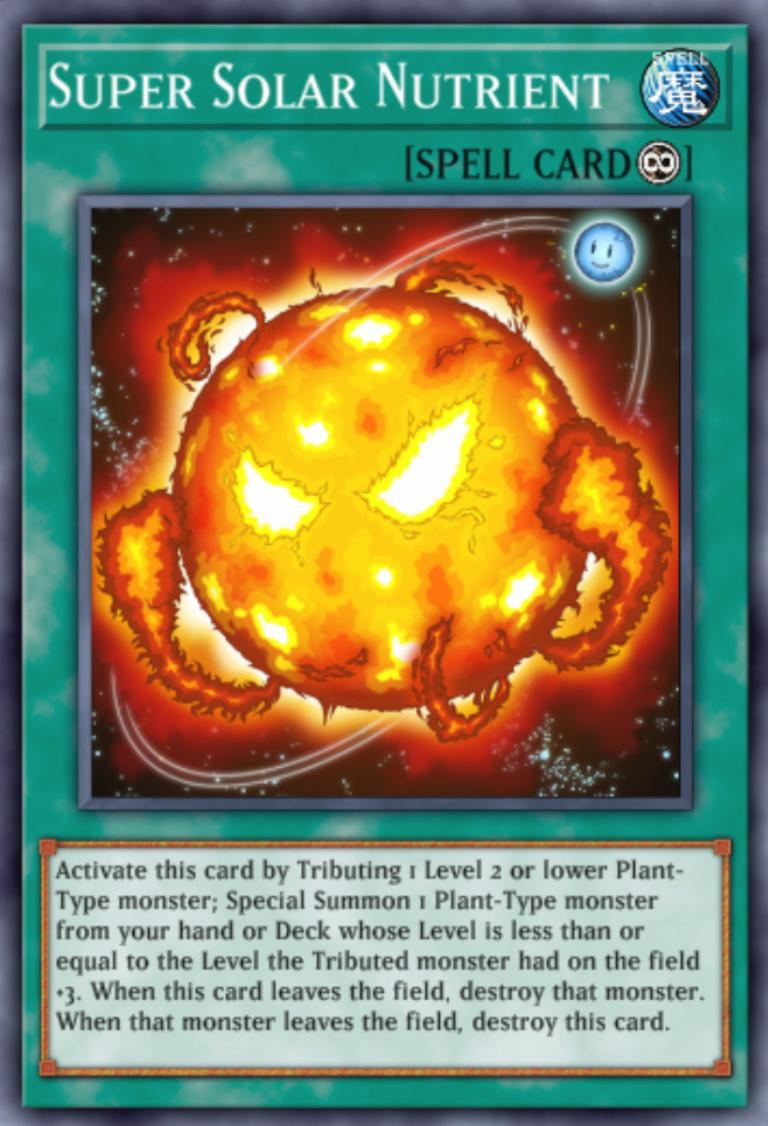 SUPER SOLAR NUTRIENT
SPELL
魔
[SPELL CARD]
Activate this card by Tributing 1 Level 2 or lower Plant-
Type monster; Special Summon 1 Plant-Type monster
from your hand or Deck whose Level is less than or
equal to the Level the Tributed monster had on the field
+3. When this card leaves the field, destroy that monster.
When that monster leaves the field, destroy this card.